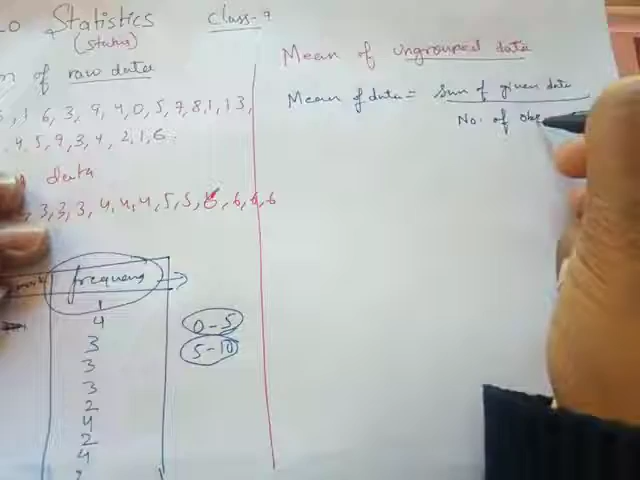 Statistics
class-9
(status)
of raw data
1 6, 3, 9, 4, 0, 5, 7, 8, 1, 13,
4, 5, 9, 3, 4, 2, 1, 6
data
3, 3, 3, 4, 4, 4, 5, 5, 6, 6, 6, 6
frequency
1
4
3
3
3
2
4
2
4
0-5
5-10
Mean of ungrouped data
Mean of data = Sum of given data
No. of obs